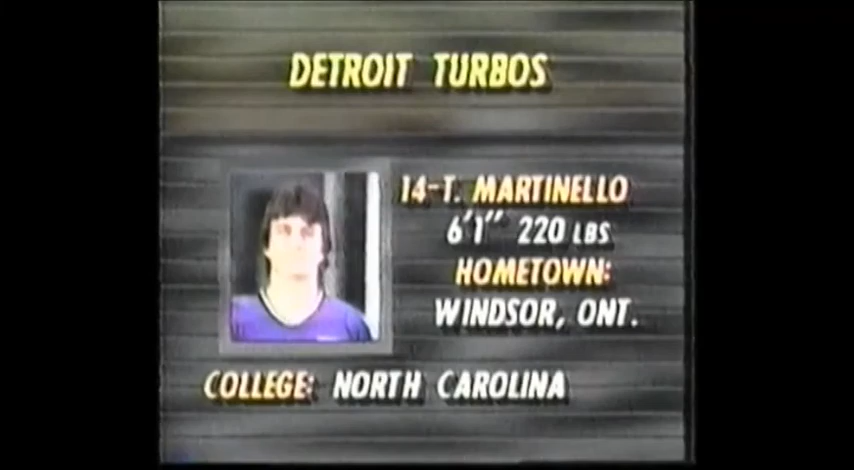 DETROIT TURBOS
14-T. MARTINELLO
6'1" 220 LBS
HOMETOWN:
WINDSOR, ONT.
COLLEGE: NORTH CAROLINA